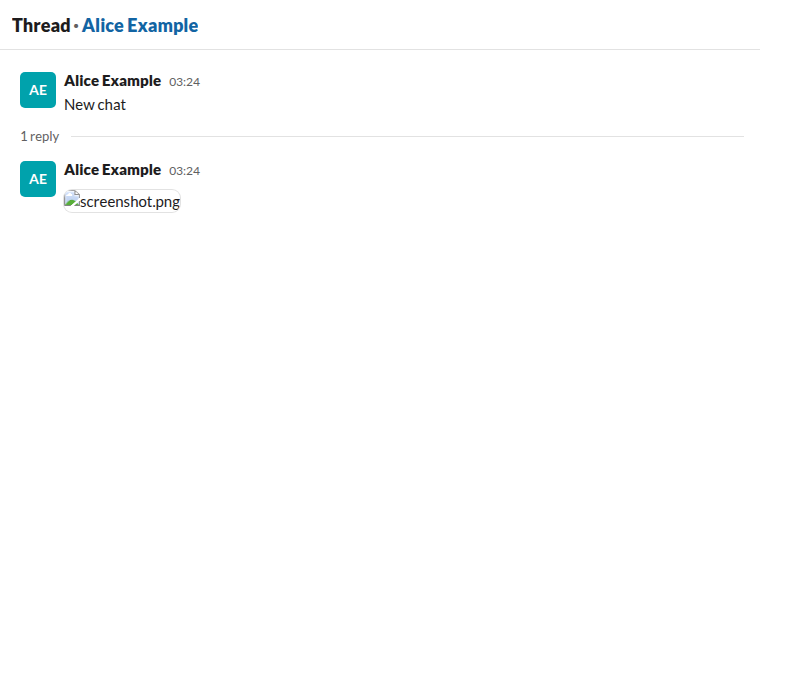 Thread • Alice Example
AE
Alice Example 03:24
New chat
1 reply
AE
Alice Example 03:24
screenshot.png